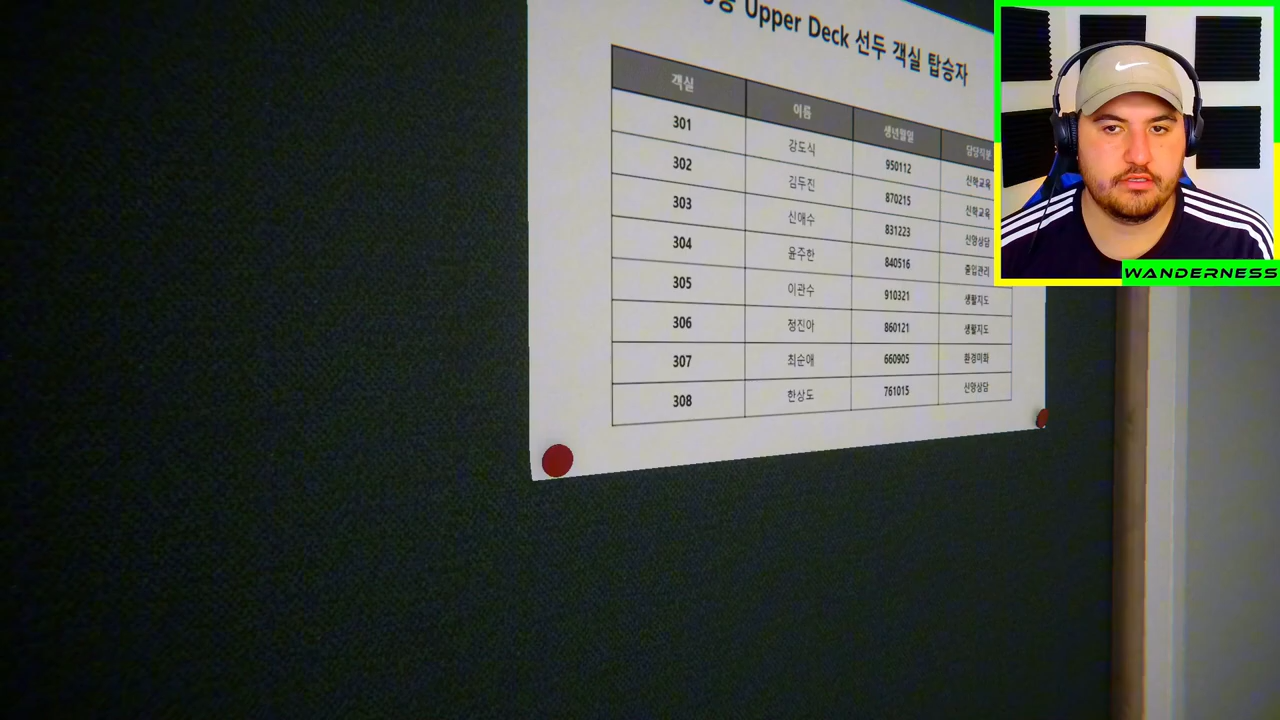 Upper Deck 선두 객실 탑승자
객실 이름 생년월일 담당직분
301 강도식 950112 신학교육
302 김두진 870215 신학교육
303 신애수 831223 신앙상담
304 윤주한 840516 출입관리
305 이관수 910321 생활지도
306 정진아 860121 생활지도
307 최순애 660905 환경미화
308 한상도 761015 신앙상담
WANDERNESS